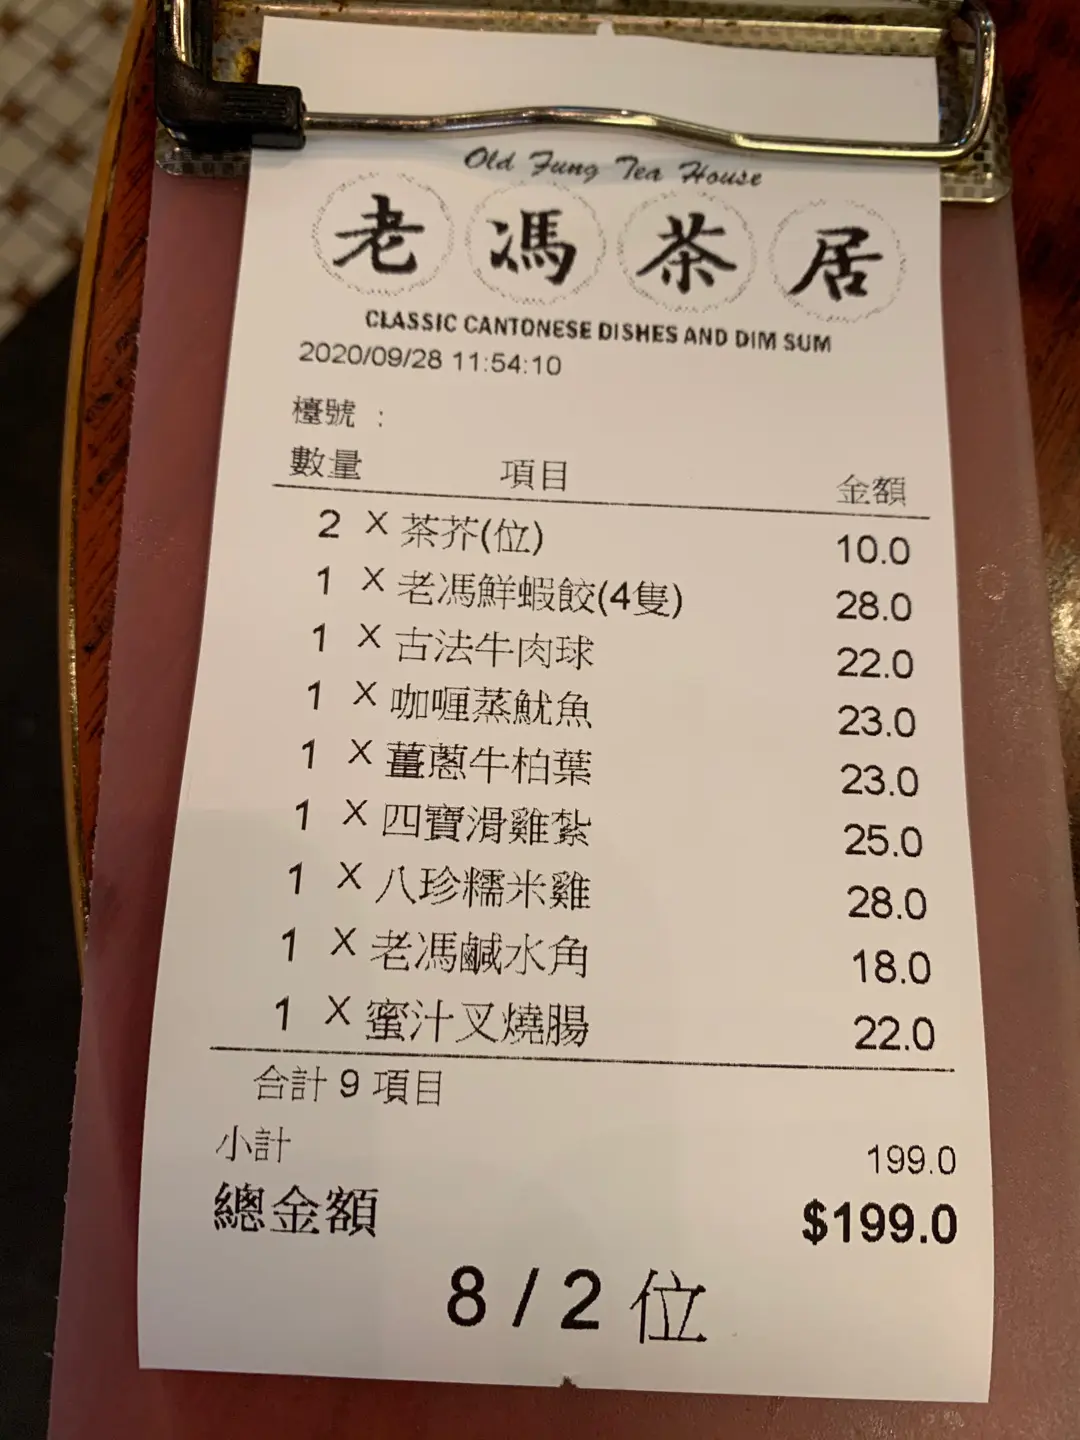 Old Fung Tea House
老馮茶居
CLASSIC CANTONESE DISHES AND DIM SUM
2020/09/28 11:54:10
檯號 :
數量 項目 金額
2 X 茶芥(位) 10.0
1 X 老馮鮮蝦餃(4隻) 28.0
1 X 古法牛肉球 22.0
1 X 咖喱蒸魷魚 23.0
1 X 薑蔥牛柏葉 23.0
1 X 四寶滑雞紮 25.0
1 X 八珍糯米雞 28.0
1 X 老馮鹹水角 18.0
1 X 蜜汁叉燒腸 22.0
合計 9 項目
小計 199.0
總金額 $199.0
8 / 2 位